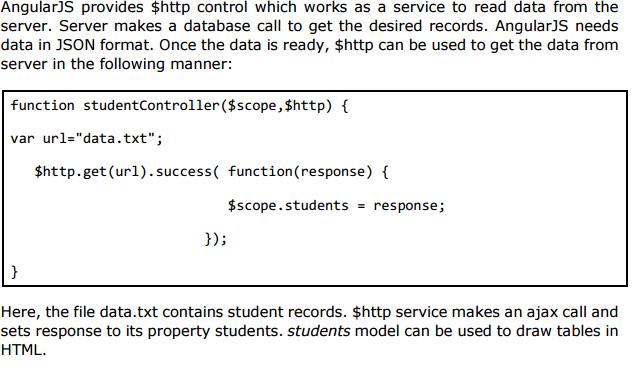 AngularJS provides $http control which works as a service to read data from the
server. Server makes a database call to get the desired records. AngularJS needs
data in JSON format. Once the data is ready, $http can be used to get the data from
server in the following manner:
function studentController($scope,$http) {
var url="data.txt";
$http.get(url).success( function(response) {
$scope.students = response;
});
}
Here, the file data.txt contains student records. $http service makes an ajax call and
sets response to its property students. students model can be used to draw tables in
HTML.